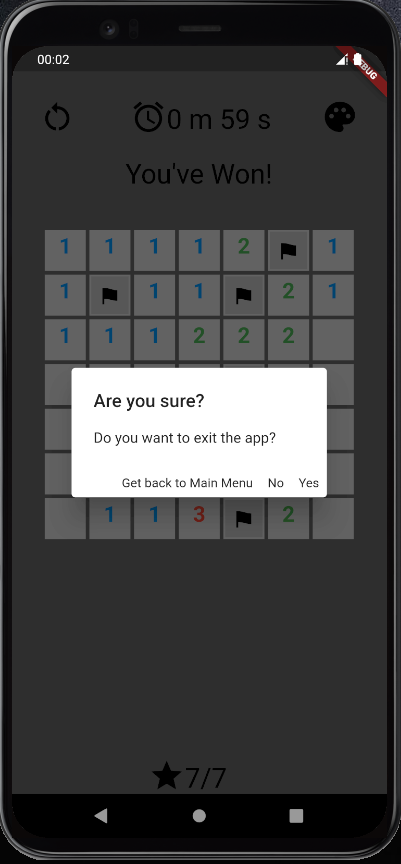 00:02
DEBUG
0 m 59 s
You've Won!
1 1 1 1 2 1
1 1 1 2 1
1 1 1 2 2 2
Are you sure?
Do you want to exit the app?
Get back to Main Menu No Yes
1 1 3 2
7/7